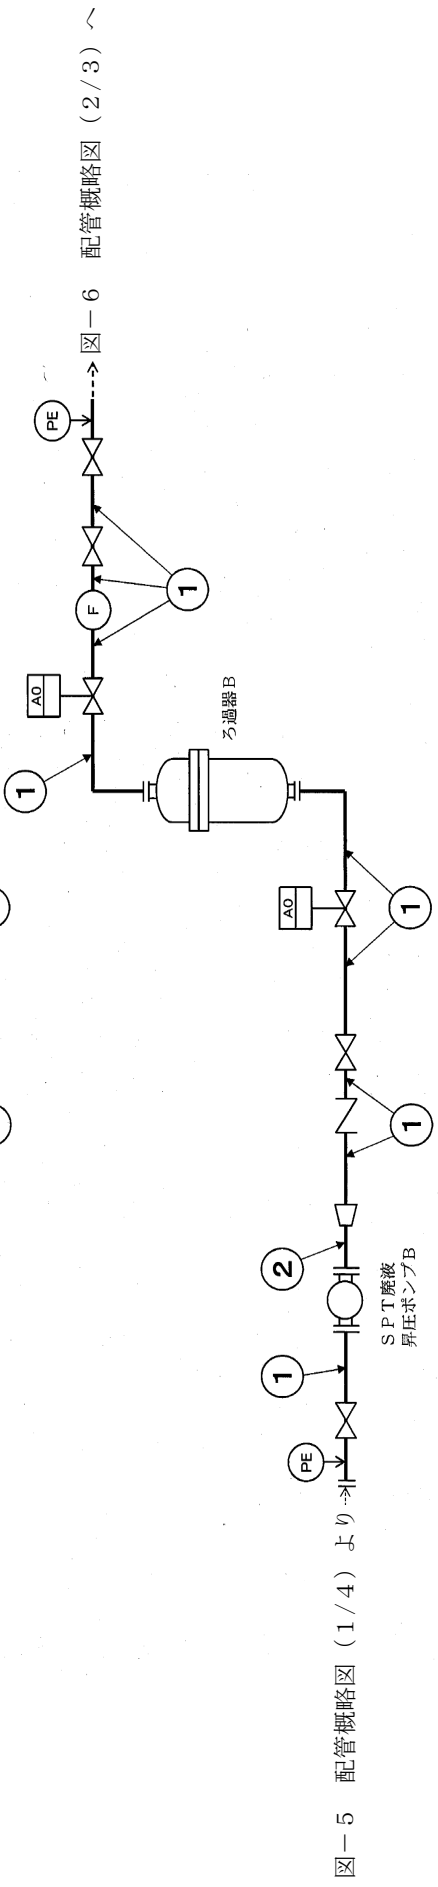 図－5　配管概略図（1/4）より
PE
1
SPT廃液
昇圧ポンプB
2
1
1
AO
ろ過器B
1
AO
F
1
PE
図－6　配管概略図（2/3）へ